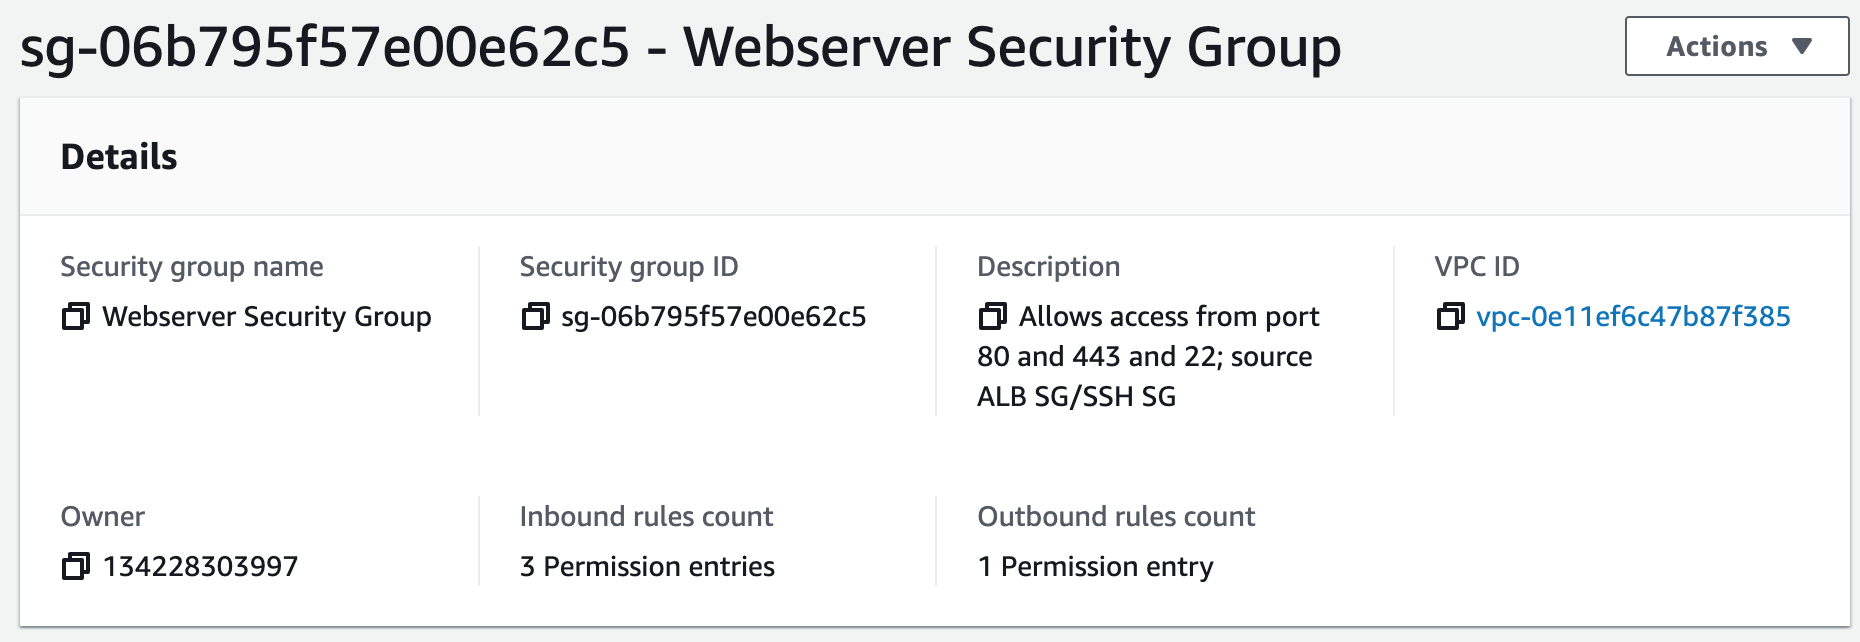 sg-06b795f57e00e62c5 - Webserver Security Group
Actions
Details
Security group name
Webserver Security Group
Security group ID
sg-06b795f57e00e62c5
Description
Allows access from port
80 and 443 and 22; source
ALB SG/SSH SG
VPC ID
vpc-0e11ef6c47b87f385
Owner
134228303997
Inbound rules count
3 Permission entries
Outbound rules count
1 Permission entry